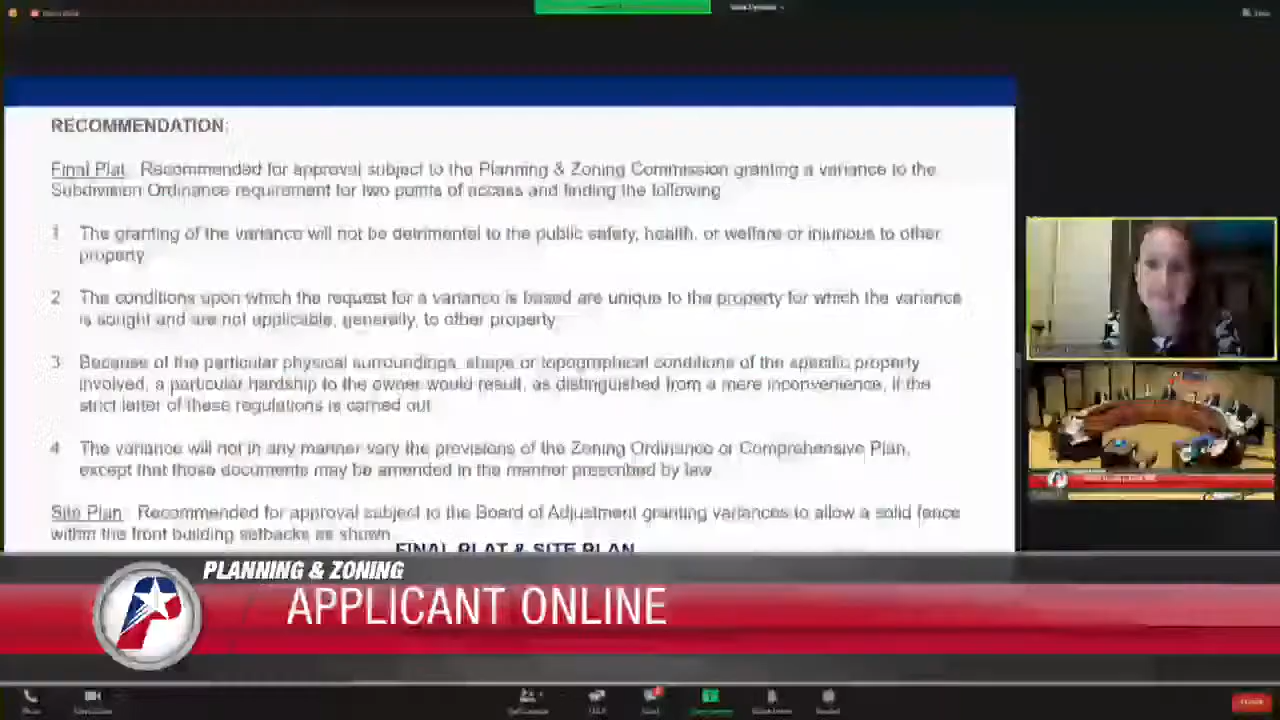 RECOMMENDATION:
Final Plat: Recommended for approval subject to the Planning & Zoning Commission granting a variance to the
Subdivision Ordinance requirement for two points of access and finding the following
1 The granting of the variance will not be detrimental to the public safety, health, or welfare or injurious to other
property
2 The conditions upon which the request for a variance is based are unique to the property for which the variance
is sought and are not applicable, generally, to other property
3 Because of the particular physical surroundings, shape or topographical conditions of the specific property
involved, a particular hardship to the owner would result, as distinguished from a mere inconvenience, if the
strict letter of these regulations is carried out
4 The variance will not in any manner vary the provisions of the Zoning Ordinance or Comprehensive Plan,
except that those documents may be amended in the manner prescribed by law
Site Plan: Recommended for approval subject to the Board of Adjustment granting variances to allow a solid fence
within the front building setbacks as shown
FINAL PLAT & SITE PLAN
PLANNING & ZONING
APPLICANT ONLINE